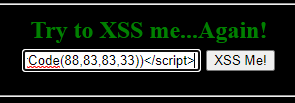 Try to XSS me...Again!
Code(88,83,83,33))</script> XSS Me!